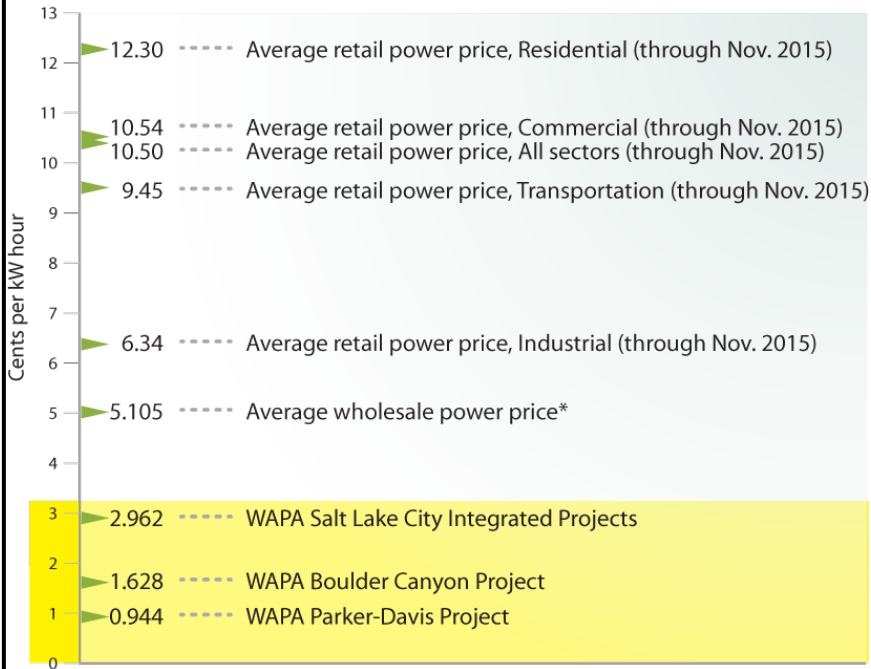 13
12.30 Average retail power price, Residential (through Nov. 2015)
12
11
10.54 Average retail power price, Commercial (through Nov. 2015)
10.50 Average retail power price, All sectors (through Nov. 2015)
10
9.45 Average retail power price, Transportation (through Nov. 2015)
9
8
7
6.34 Average retail power price, Industrial (through Nov. 2015)
6
5 5.105 Average wholesale power price*
4
3 2.962 WAPA Salt Lake City Integrated Projects
2
1.628 WAPA Boulder Canyon Project
1 0.944 WAPA Parker-Davis Project
0
Cents per kW hour